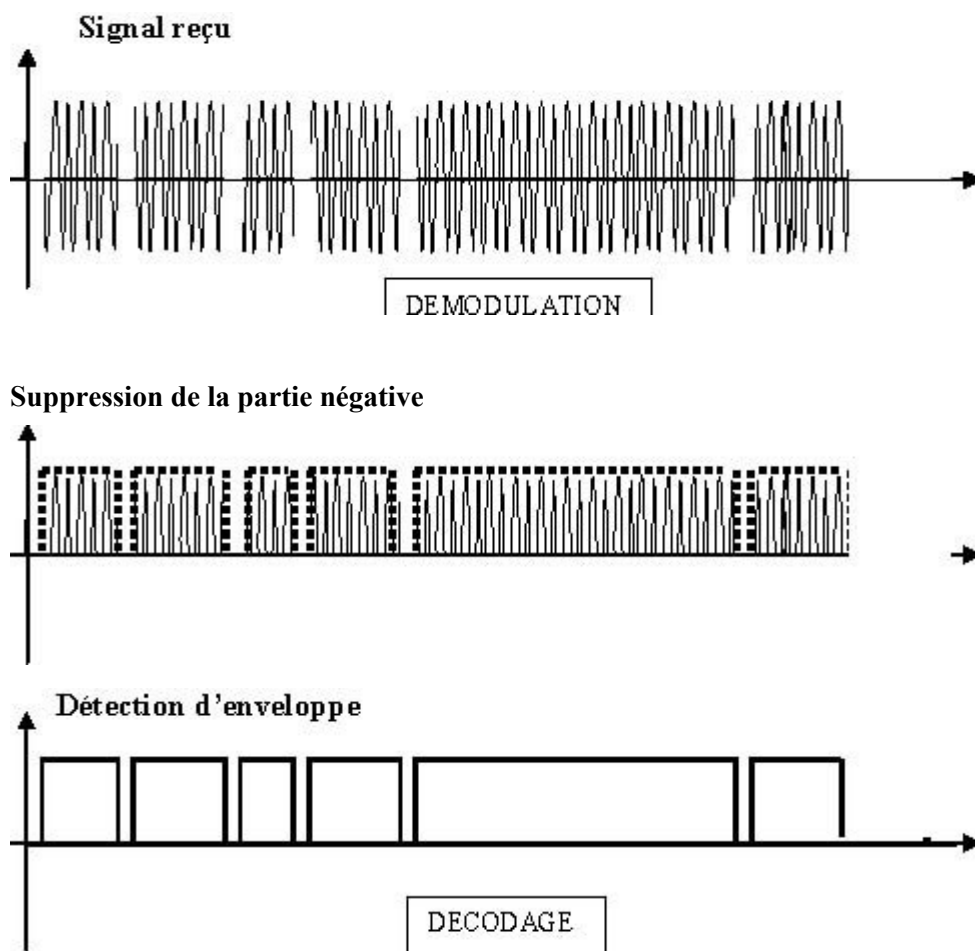 Signal reçu
DEMODULATION
Suppression de la partie négative
Détection d'enveloppe
DECODAGE